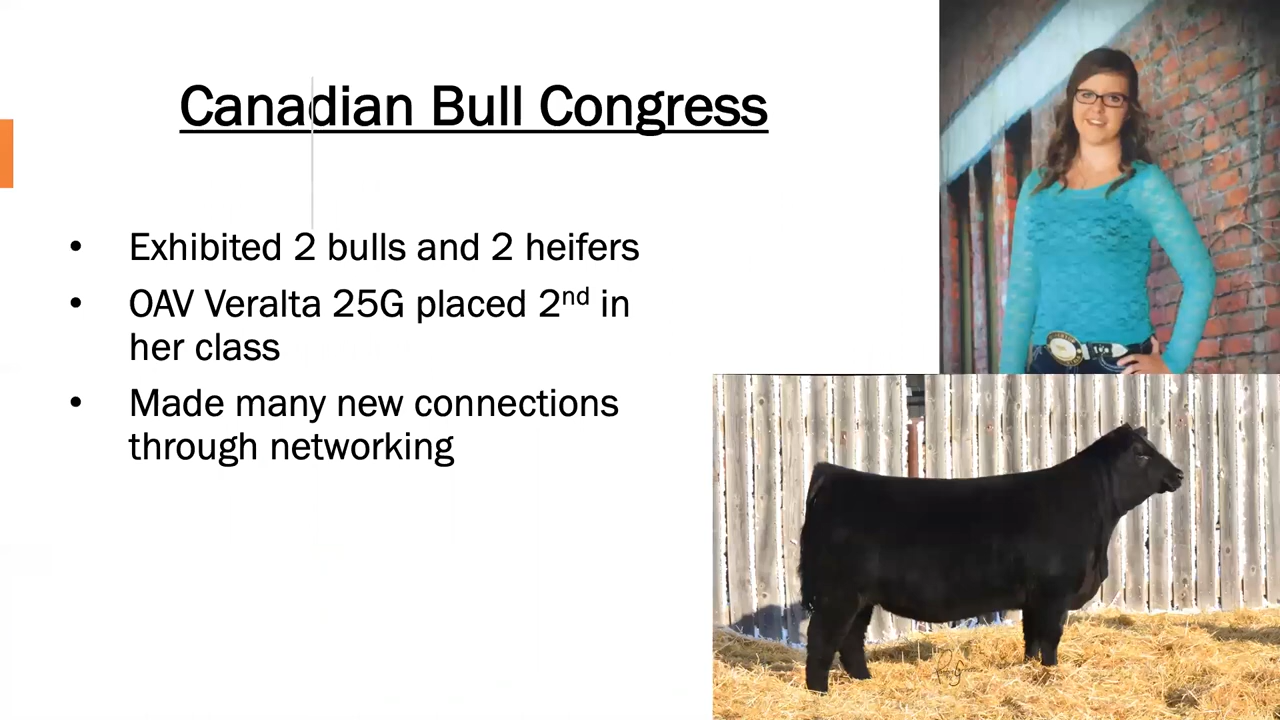 Canadian Bull Congress
• Exhibited 2 bulls and 2 heifers
• OAV Veralta 25G placed 2nd in
her class
• Made many new connections
through networking